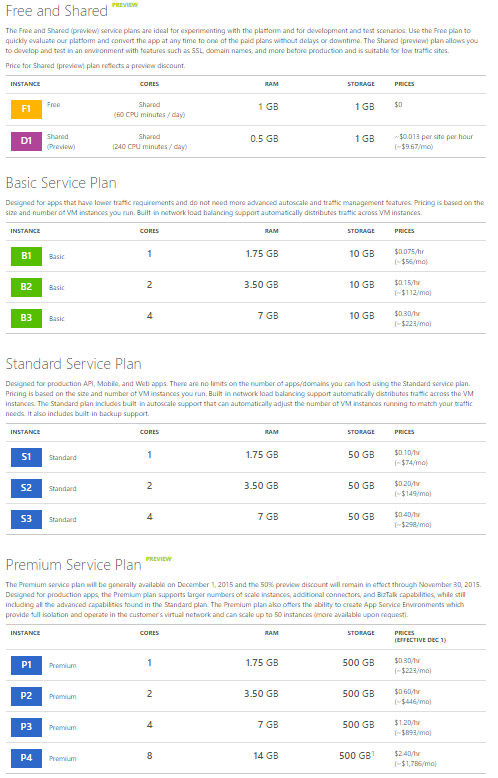 Free and Shared PREVIEW
The Free and Shared (preview) service plans are ideal for experimenting with the platform and for development and test scenarios. Use the Free plan to
quickly evaluate our platform and convert the app at any time to one of the paid plans without delays or downtime. The Shared (preview) plan allows you
to develop and test in an environment with features such as SSL, domain names, and more before production and is suitable for low traffic sites.
Price for Shared (preview) plan reflects a preview discount.
INSTANCE CORES RAM STORAGE PRICES
F1 Free Shared 1 GB 1 GB $0
(60 CPU minutes / day)
D1 Shared Shared 0.5 GB 1 GB ~$0.013 per site per hour
(Preview) (240 CPU minutes / day) (~$9.67/mo)
Basic Service Plan
Designed for apps that have lower traffic requirements and do not need more advanced autoscale and traffic management features. Pricing is based on the
size and number of VM instances you run. Built in network load balancing support automatically distributes traffic across VM instances.
INSTANCE CORES RAM STORAGE PRICES
B1 Basic 1 1.75 GB 10 GB $0.075/hr
(~$56/mo)
B2 Basic 2 3.50 GB 10 GB $0.15/hr
(~$112/mo)
B3 Basic 4 7 GB 10 GB $0.30/hr
(~$223/mo)
Standard Service Plan
Designed for production API, Mobile, and Web apps. There are no limits on the number of apps/domains you can host using the Standard service plan.
Pricing is based on the size and number of VM instances you run. Built in network load balancing support automatically distributes traffic across the VM
instances. The Standard plan includes built in autoscale support that can automatically adjust the number of VM instances running to match your traffic
needs. It also includes built in backup support.
INSTANCE CORES RAM STORAGE PRICES
S1 Standard 1 1.75 GB 50 GB $0.10/hr
(~$74/mo)
S2 Standard 2 3.50 GB 50 GB $0.20/hr
(~$149/mo)
S3 Standard 4 7 GB 50 GB $0.40/hr
(~$298/mo)
Premium Service Plan PREVIEW
The Premium service plan will be generally available on December 1, 2015 and the 50% preview discount will remain in effect through November 30, 2015.
Designed for production apps, the Premium plan supports larger numbers of scale instances, additional connectors, and BizTalk capabilities, while still
including all the advanced capabilities found in the Standard plan. The Premium plan also offers the ability to create App Service Environments which
provide full isolation and operate in the customer's virtual network and can scale up to 50 instances (more available upon request).
INSTANCE CORES RAM STORAGE PRICES
(EFFECTIVE DEC 1)
P1 Premium 1 1.75 GB 500 GB $0.30/hr
(~$223/mo)
P2 Premium 2 3.50 GB 500 GB $0.60/hr
(~$446/mo)
P3 Premium 4 7 GB 500 GB $1.20/hr
(~$893/mo)
P4 Premium 8 14 GB 500 GB¹ $2.40/hr
(~$1,786/mo)